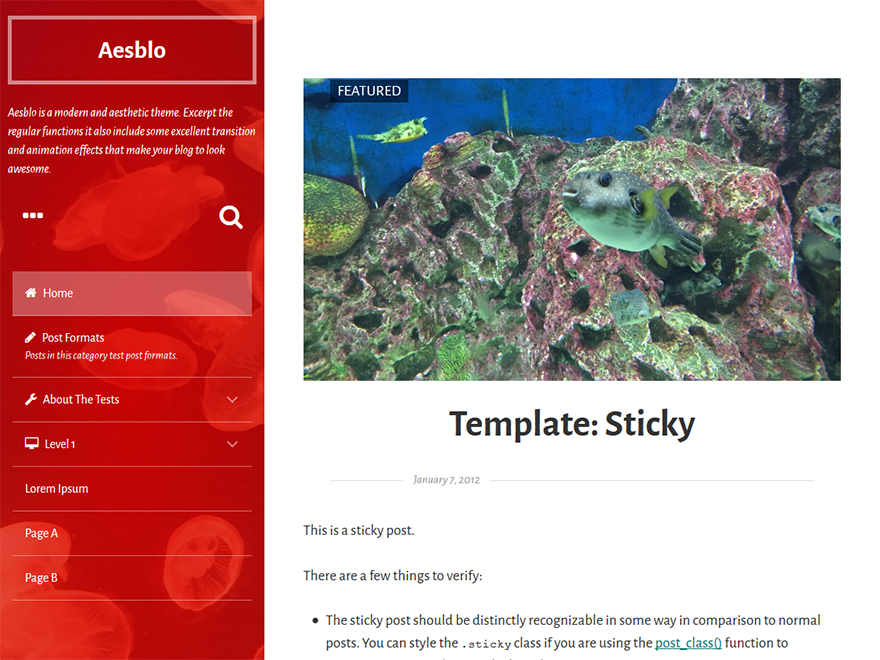 Aesblo
Aesblo is a modern and aesthetic theme. Excerpt the
regular functions it also include some excellent transition
and animation effects that make your blog to look
awesome.
Home
Post Formats
Posts in this category test post formats.
About The Tests
Level 1
Lorem Ipsum
Page A
Page B
FEATURED
Template: Sticky
January 7, 2012
This is a sticky post.
There are a few things to verify:
• The sticky post should be distinctly recognizable in some way in comparison to normal
posts. You can style the .sticky class if you are using the post_class() function to